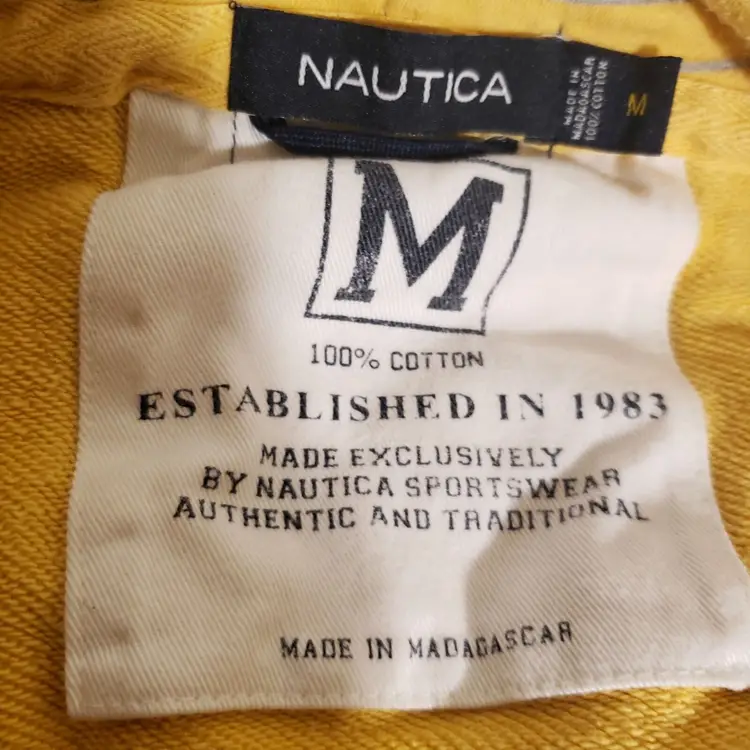 NAUTICA
MADE IN
MADAGASCAR
100% COTTON
M
M
100% COTTON
ESTABLISHED IN 1983
MADE EXCLUSIVELY
BY NAUTICA SPORTSWEAR
AUTHENTIC AND TRADITIONAL
MADE IN MADAGASCAR